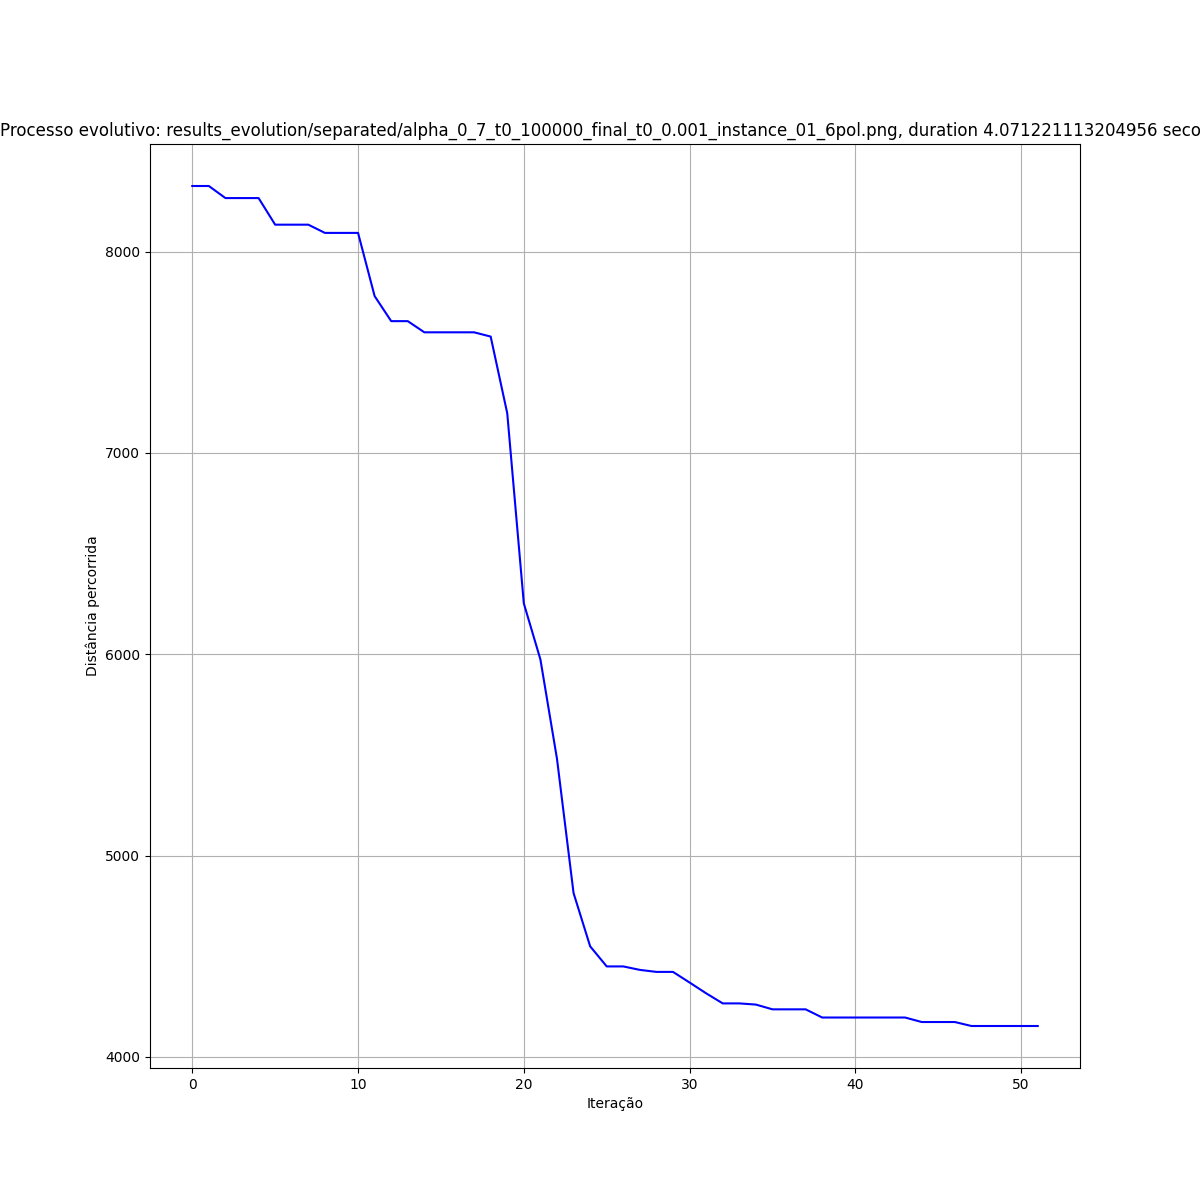 Processo evolutivo: results_evolution/separated/alpha_0_7_t0_100000_final_t0_0.001_instance_01_6pol.png, duration 4.071221113204956 seco
8000
7000
6000
5000
4000
Distância percorrida
0 10 20 30 40 50
Iteração